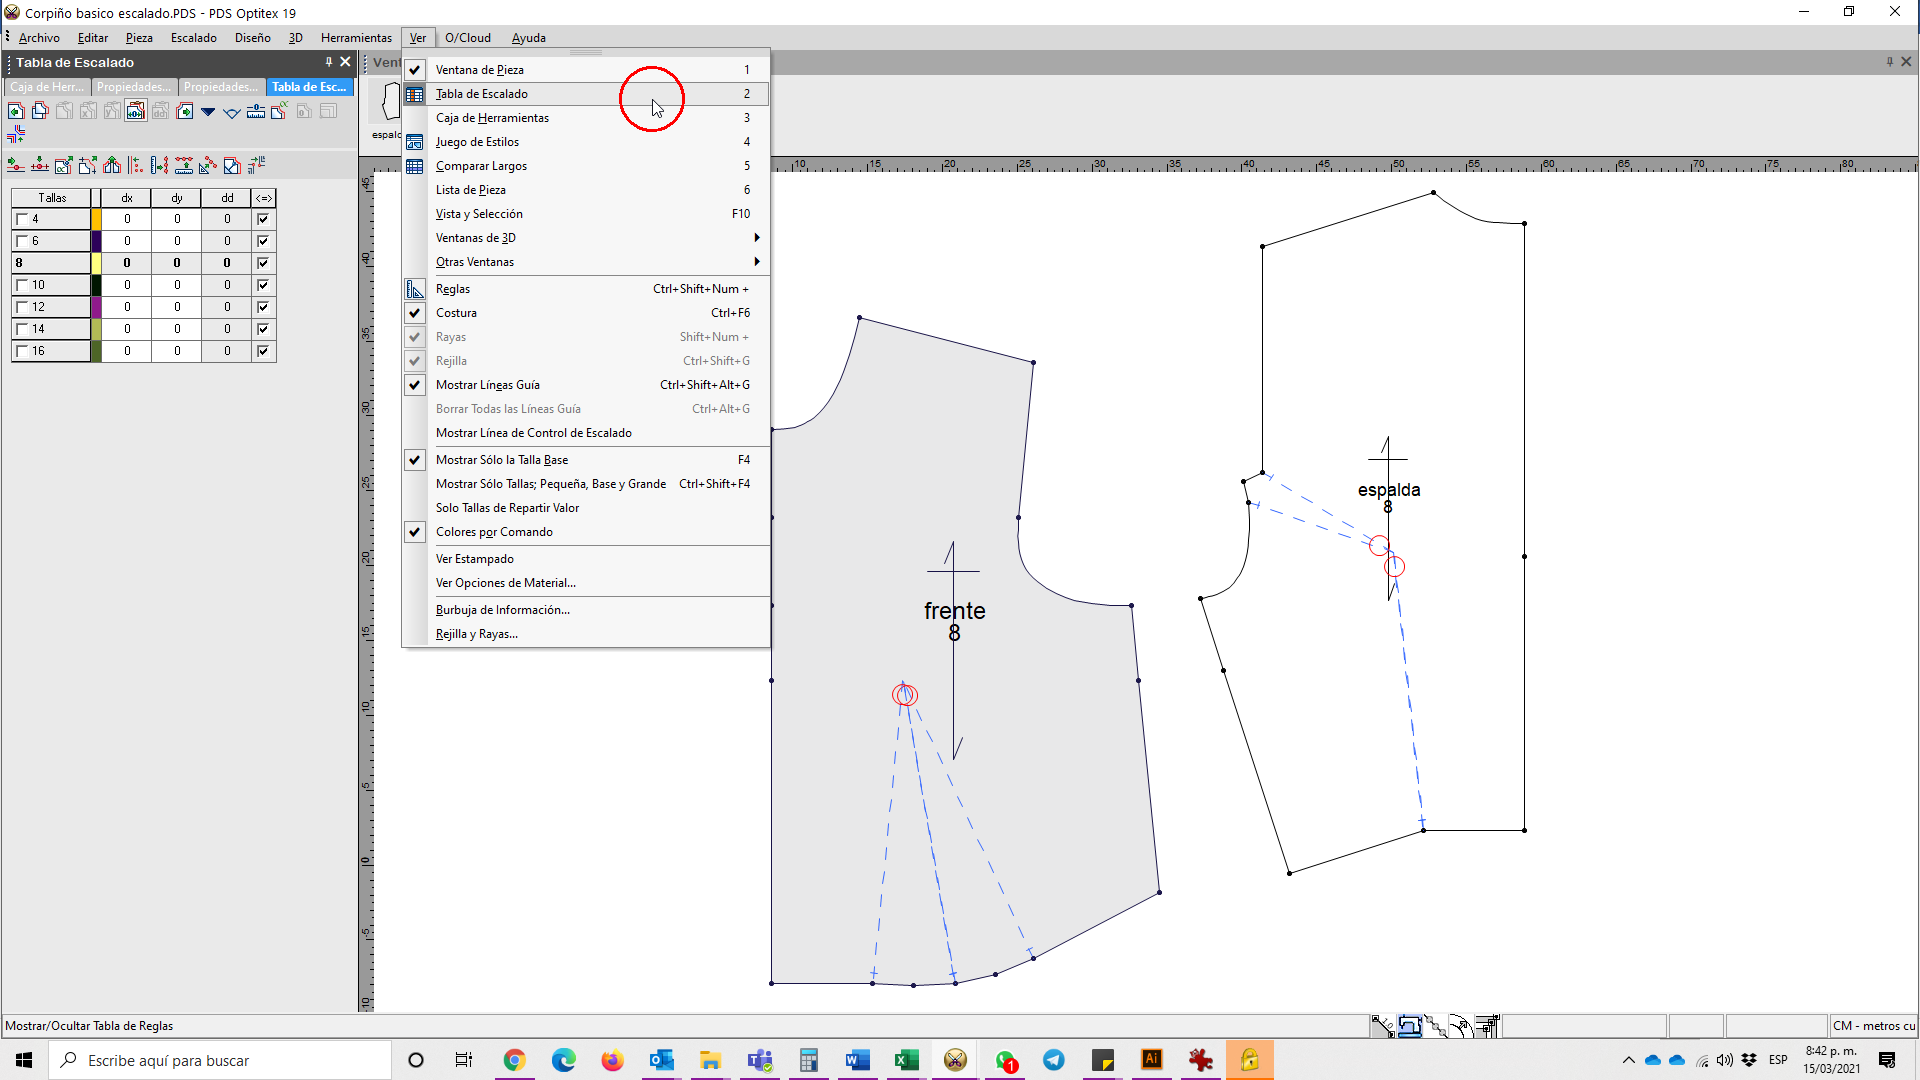 Corpiño basico escalado.PDS - PDS Optitex 19
Archivo Editar Pieza Escalado Diseño 3D Herramientas Ver O/Cloud Ayuda
Tabla de Escalado
Caja de Herr... Propiedades... Propiedades... Tabla de Esc...
Tallas dx dy dd <=>
4 0 0 0
6 0 0 0
8 0 0 0
10 0 0 0
12 0 0 0
14 0 0 0
16 0 0 0
Vent
espald
Ventana de Pieza 1
Tabla de Escalado 2
Caja de Herramientas 3
Juego de Estilos 4
Comparar Largos 5
Lista de Pieza 6
Vista y Selección F10
Ventanas de 3D
Otras Ventanas
Reglas Ctrl+Shift+Num +
Costura Ctrl+F6
Rayas Shift+Num +
Rejilla Ctrl+Shift+G
Mostrar Líneas Guía Ctrl+Shift+Alt+G
Borrar Todas las Líneas Guía Ctrl+Alt+G
Mostrar Línea de Control de Escalado
Mostrar Sólo la Talla Base F4
Mostrar Sólo Tallas; Pequeña, Base y Grande Ctrl+Shift+F4
Solo Tallas de Repartir Valor
Colores por Comando
Ver Estampado
Ver Opciones de Material...
Burbuja de Información...
Rejilla y Rayas...
10 15 20 25 30 35 40 45 50 55 60 65 70 75 80
45
40
35
30
25
20
15
10
5
0
-5
-10
espalda
8
frente
8
Mostrar/Ocultar Tabla de Reglas
CM - metros cu
Escribe aquí para buscar
1
Ai
ESP
8:42 p. m.
15/03/2021